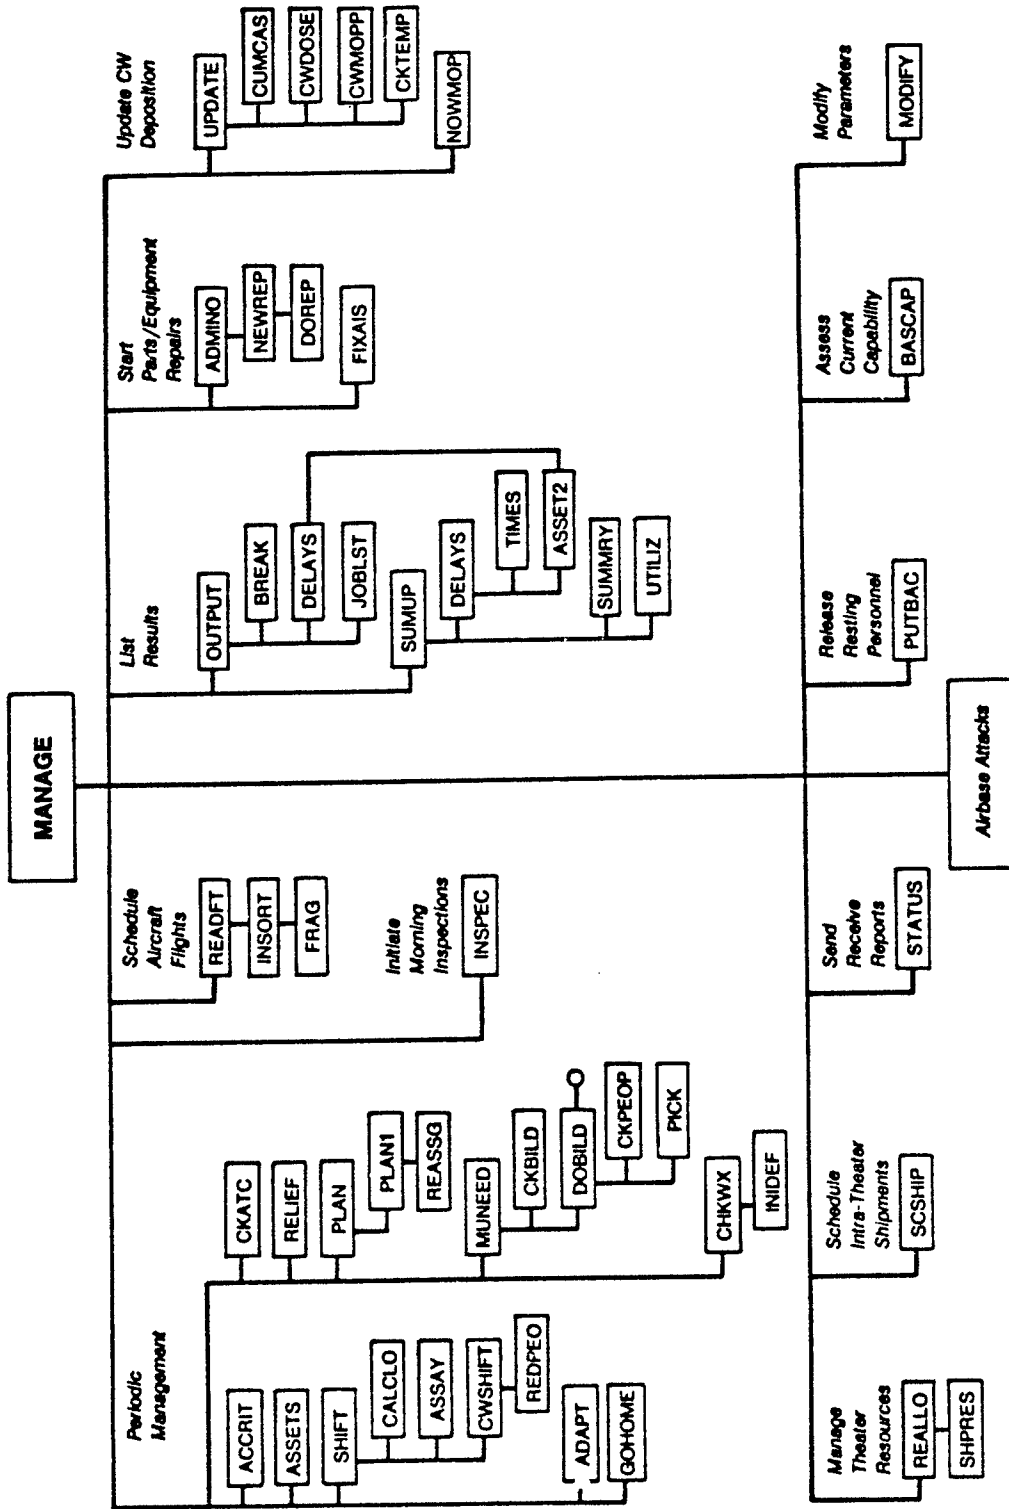 MANAGE
Periodic
Management
ACCRIT
ASSETS
SHIFT
CALCLO
ASSAY
CWSHIFT
REDPEO
ADAPT
GOHOME
CKATC
RELIEF
PLAN
PLAN1
REASSG
MUNEED
CKBILD
DOBILD
CKPEOP
PICK
CHKWX
INIDEF
Schedule
Aircraft
Flights
READFT
INSORT
FRAG
Initiate
Morning
Inspections
INSPEC
List
Results
OUTPUT
BREAK
DELAYS
JOBLST
SUMUP
DELAYS
TIMES
ASSET2
SUMMRY
UTILIZ
Start
Parts/Equipment
Repairs
ADMINO
NEWREP
DOREP
FIXAIS
Update CW
Deposition
UPDATE
CUMCAS
CWDOSE
CWMOPP
CKTEMP
NOWMOP
Manage
Theater
Resources
REALLO
SHPRES
Schedule
Intra-Theater
Shipments
SCSHIP
Send
Receive
Reports
STATUS
Release
Resting
Personnel
PUTBAC
Assess
Current
Capability
BASCAP
Modify
Parameters
MODIFY
Airbase Attacks